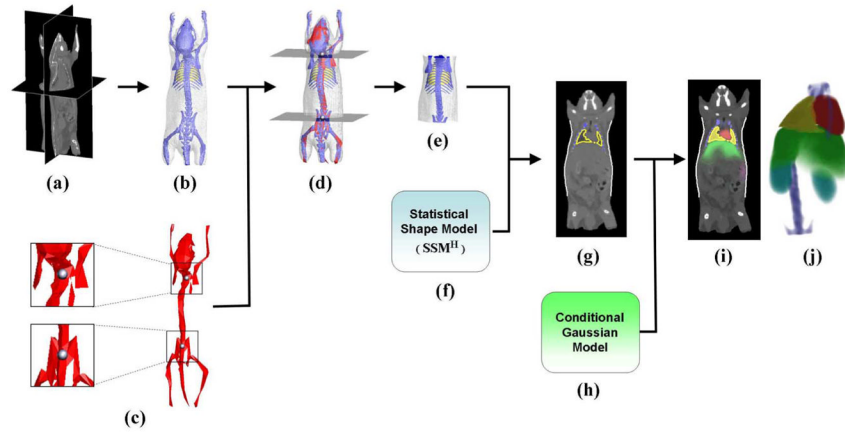 (a)
(b)
(c)
(d)
(e)
Statistical
Shape Model
( SSM^H )
(f)
(g)
Conditional
Gaussian
Model
(h)
(i)
(j)